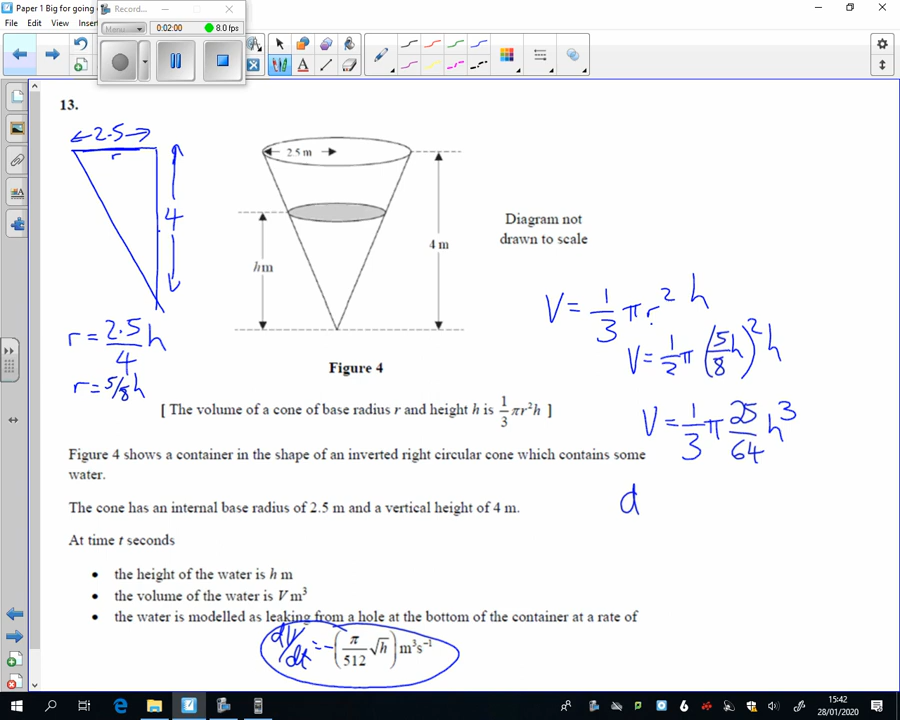 Paper 1 Big for going
Record...
File Edit View Inser
Menu
0:02:00
8.0 fps
13.
2.5
r
4
2.5 m
h m
4 m
Diagram not
drawn to scale
r = 2.5/4 h
r = 5/8 h
V = 1/3 π r² h
V = 1/2 π (5/8 h)² h
V = 1/3 π 25/64 h³
d
Figure 4
[ The volume of a cone of base radius r and height h is 1/3 πr²h ]
Figure 4 shows a container in the shape of an inverted right circular cone which contains some
water.
The cone has an internal base radius of 2.5 m and a vertical height of 4 m.
At time t seconds
• the height of the water is h m
• the volume of the water is V m³
• the water is modelled as leaking from a hole at the bottom of the container at a rate of
dV/dt = - (π/512 √h) m³s⁻¹
15:42
28/01/2020